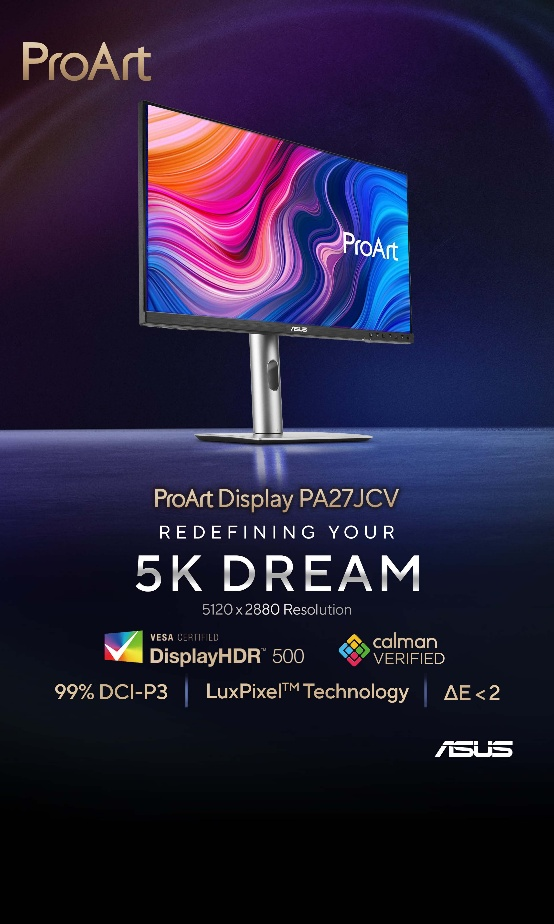 ProArt
ProArt
ASUS
ProArt Display PA27JCV
REDEFINING YOUR
5K DREAM
5120 x 2880 Resolution
VESA CERTIFIED
DisplayHDR™ 500
calman
VERIFIED
99% DCI-P3 | LuxPixel™ Technology | ΔE < 2
ASUS